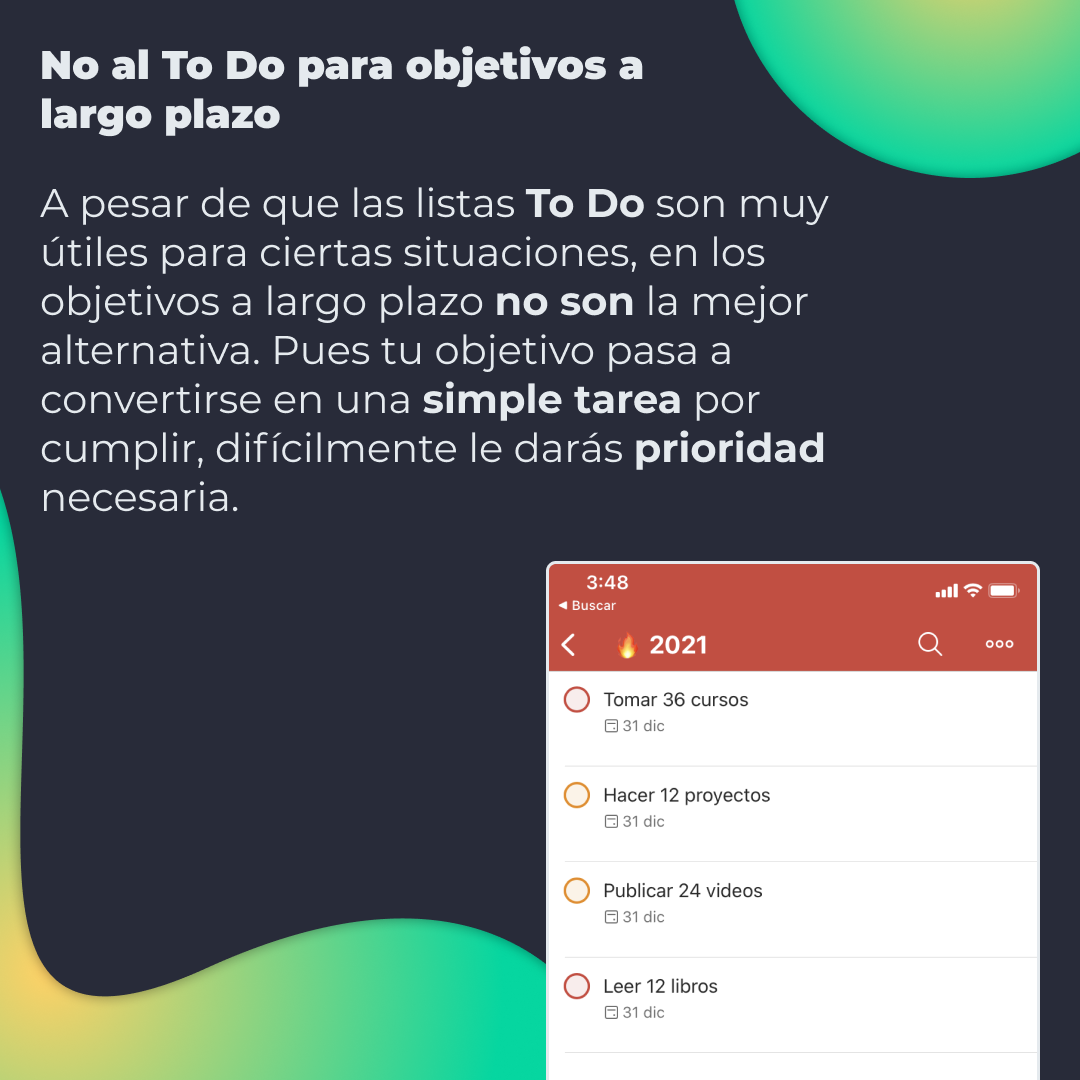 No al To Do para objetivos a
largo plazo
A pesar de que las listas To Do son muy
útiles para ciertas situaciones, en los
objetivos a largo plazo no son la mejor
alternativa. Pues tu objetivo pasa a
convertirse en una simple tarea por
cumplir, difícilmente le darás prioridad
necesaria.
3:48
◀ Buscar
🔥 2021
Tomar 36 cursos
31 dic
Hacer 12 proyectos
31 dic
Publicar 24 videos
31 dic
Leer 12 libros
31 dic